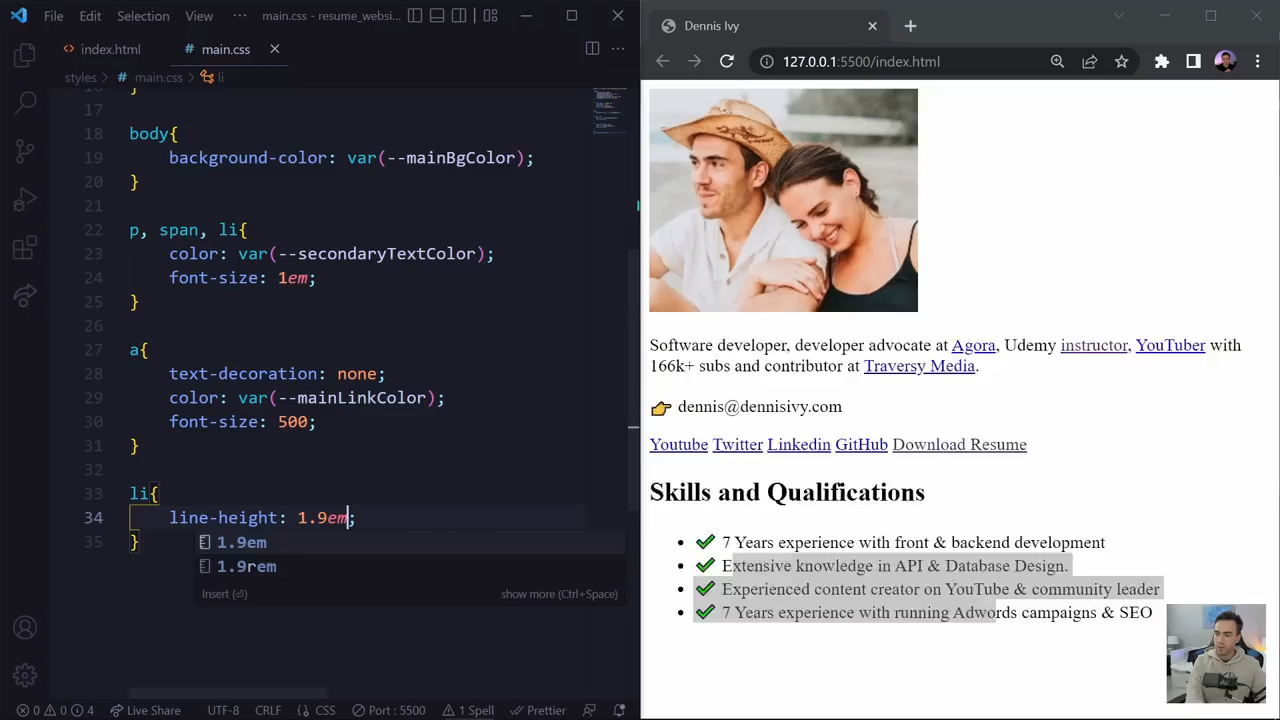 File Edit Selection View ··· main.css - resume_websi...
index.html
main.css
styles > main.css > li
16 }
17
18 body{
19 background-color: var(--mainBgColor);
20 }
21
22 p, span, li{
23 color: var(--secondaryTextColor);
24 font-size: 1em;
25 }
26
27 a{
28 text-decoration: none;
29 color: var(--mainLinkColor);
30 font-size: 500;
31 }
32
33 li{
34 line-height: 1.9em;
35 }
1.9em
1.9rem
Insert (⏎) show more (Ctrl+Space)
0 0 4 Live Share UTF-8 CRLF {} CSS Port : 5500 1 Spell Prettier
Dennis Ivy
127.0.0.1:5500/index.html
Software developer, developer advocate at Agora, Udemy instructor, YouTuber with
166k+ subs and contributor at Traversy Media.
👉 dennis@dennisivy.com
Youtube Twitter Linkedin GitHub Download Resume
Skills and Qualifications
• ✔ 7 Years experience with front & backend development
• ✔ Extensive knowledge in API & Database Design.
• ✔ Experienced content creator on YouTube & community leader
• ✔ 7 Years experience with running Adwords campaigns & SEO